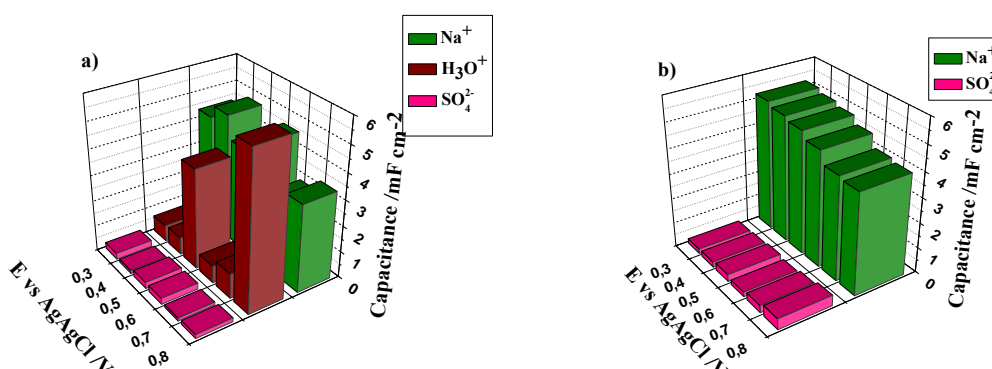 a)
Na+
H3O+
SO4 2-
6
5
4
3
2
1
0
Capacitance /mF cm-2
0,3
0,4
0,5
0,6
0,7
0,8
E vs AgAgCl /V
b)
Na+
6
5
4
3
2
1
0
Capacitance /mF cm-2
0,3
0,4
0,5
0,6
0,7
0,8
E vs AgAgCl /V